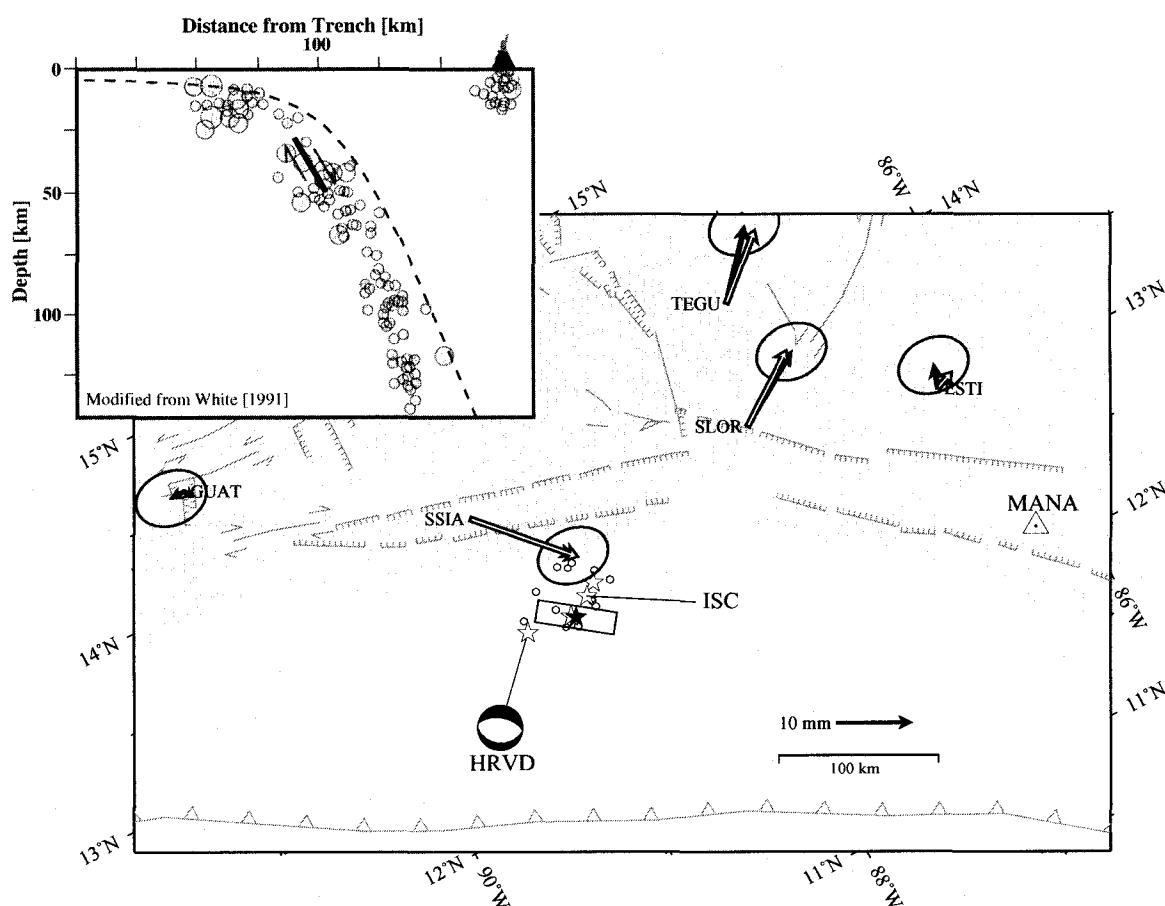 Distance from Trench [km]
100
0
50
100
Depth [km]
Modified from White [1991]
15°N
86°W
14°N
13°N
TEGU
ESTI
SLOR
15°N
GUAT
SSIA
MANA
12°N
ISC
86°W
14°N
11°N
10 mm
100 km
HRVD
13°N
12°N
90°W
11°N
88°W